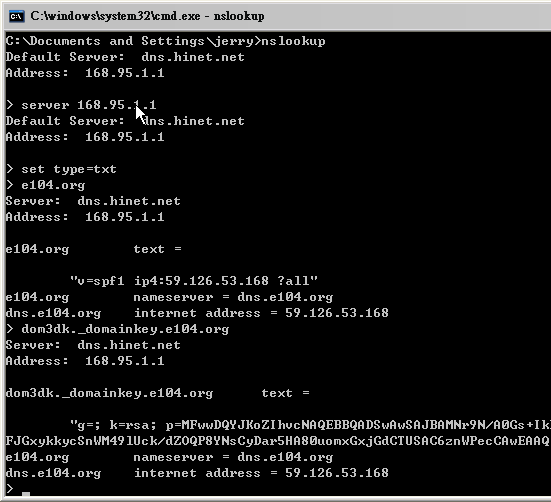 C:\windows\system32\cmd.exe - nslookup
C:\Documents and Settings\jerry>nslookup
Default Server:  dns.hinet.net
Address:  168.95.1.1
> server 168.95.1.1
Default Server:  dns.hinet.net
Address:  168.95.1.1
> set type=txt
> e104.org
Server:  dns.hinet.net
Address:  168.95.1.1
e104.org        text =
"v=spf1 ip4:59.126.53.168 ?all"
e104.org        nameserver = dns.e104.org
dns.e104.org    internet address = 59.126.53.168
> dom3dk._domainkey.e104.org
Server:  dns.hinet.net
Address:  168.95.1.1
dom3dk._domainkey.e104.org      text =
"g=; k=rsa; p=MFwwDQYJKoZIhvcNAQEBBQADSwAwSAJBAMNr9N/A0Gs+Ik
FJGxykkycSnWM49lUck/dZOQP8YNsCyDar5HA80uomxGxjGdCTUSAC6znWPecCAwEAAQ
e104.org        nameserver = dns.e104.org
dns.e104.org    internet address = 59.126.53.168
>